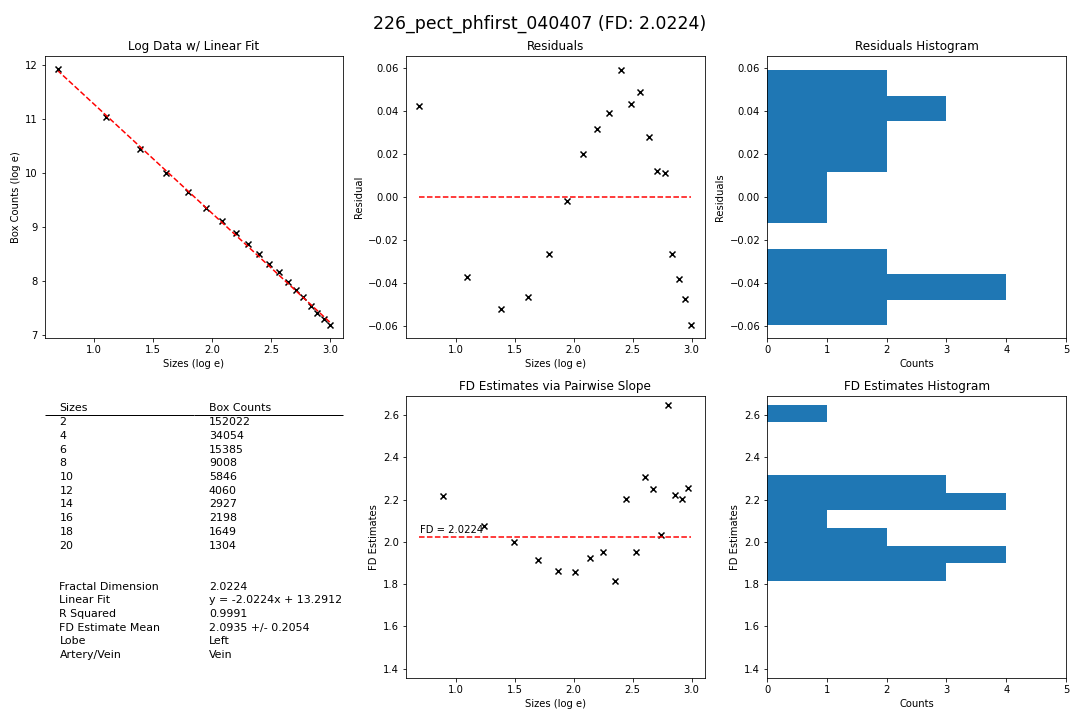 226_pect_phfirst_040407 (FD: 2.0224)
Log Data w/ Linear Fit
Box Counts (log e)
12
11
10
9
8
7
1.0 1.5 2.0 2.5 3.0
Sizes (log e)
Residuals
Residual
0.06
0.04
0.02
0.00
−0.02
−0.04
−0.06
1.0 1.5 2.0 2.5 3.0
Sizes (log e)
Residuals Histogram
Residuals
0.06
0.04
0.02
0.00
−0.02
−0.04
−0.06
0 1 2 3 4 5
Counts
Sizes Box Counts
2 152022
4 34054
6 15385
8 9008
10 5846
12 4060
14 2927
16 2198
18 1649
20 1304
Fractal Dimension 2.0224
Linear Fit y = -2.0224x + 13.2912
R Squared 0.9991
FD Estimate Mean 2.0935 +/- 0.2054
Lobe Left
Artery/Vein Vein
FD Estimates via Pairwise Slope
FD Estimates
2.6
2.4
2.2
2.0
1.8
1.6
1.4
FD = 2.0224
1.0 1.5 2.0 2.5 3.0
Sizes (log e)
FD Estimates Histogram
FD Estimates
2.6
2.4
2.2
2.0
1.8
1.6
1.4
0 1 2 3 4 5
Counts